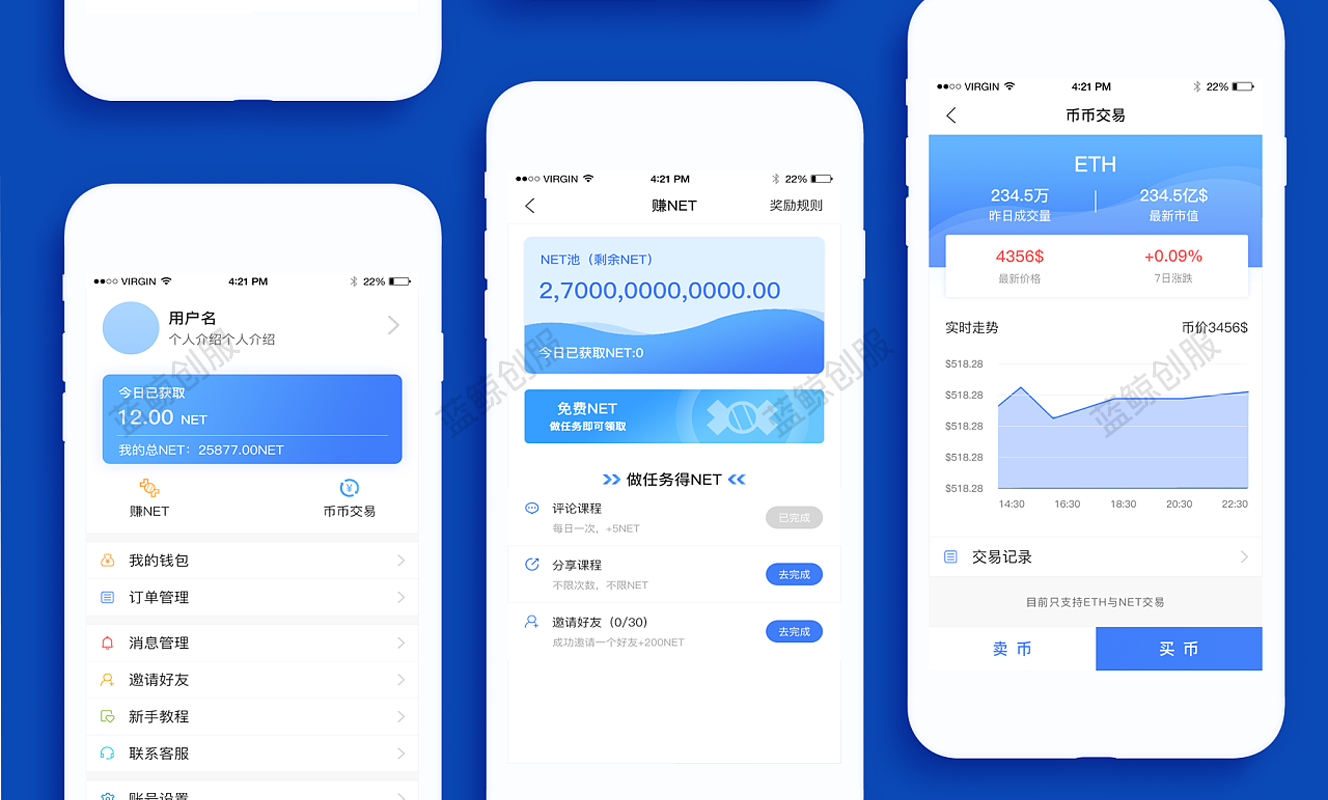 VIRGIN
4:21 PM
22%
用户名
个人介绍个人介绍
今日已获取
12.00 NET
我的总NET：25877.00NET
赚NET
币币交易
我的钱包
订单管理
消息管理
邀请好友
新手教程
联系客服
账号设置
VIRGIN
4:21 PM
22%
赚NET
奖励规则
NET池（剩余NET）
2,7000,0000,0000.00
今日已获取NET:0
免费NET
做任务即可领取
做任务得NET
评论课程
每日一次，+5NET
已完成
分享课程
不限次数，不限NET
去完成
邀请好友（0/30）
成功邀请一个好友+200NET
去完成
VIRGIN
4:21 PM
22%
币币交易
ETH
234.5万
昨日成交量
234.5亿$
最新市值
4356$
最新价格
+0.09%
7日涨跌
实时走势
币价3456$
$518.28
$518.28
$518.28
$518.28
$518.28
14:30
16:30
18:30
20:30
22:30
交易记录
目前只支持ETH与NET交易
卖 币
买 币
蓝鲸创服
蓝鲸创服
蓝鲸创服
蓝鲸创服